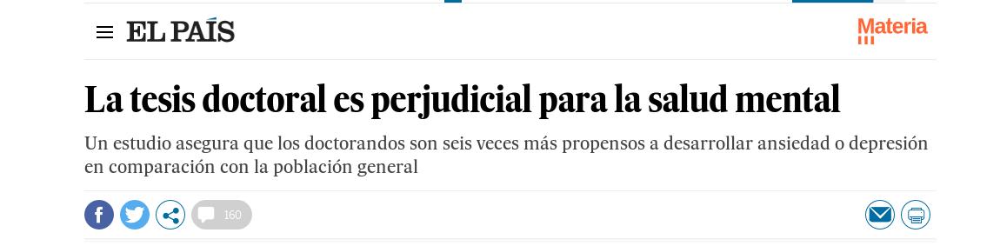 EL PAÍS
Materia
La tesis doctoral es perjudicial para la salud mental
Un estudio asegura que los doctorandos son seis veces más propensos a desarrollar ansiedad o depresión
en comparación con la población general
160